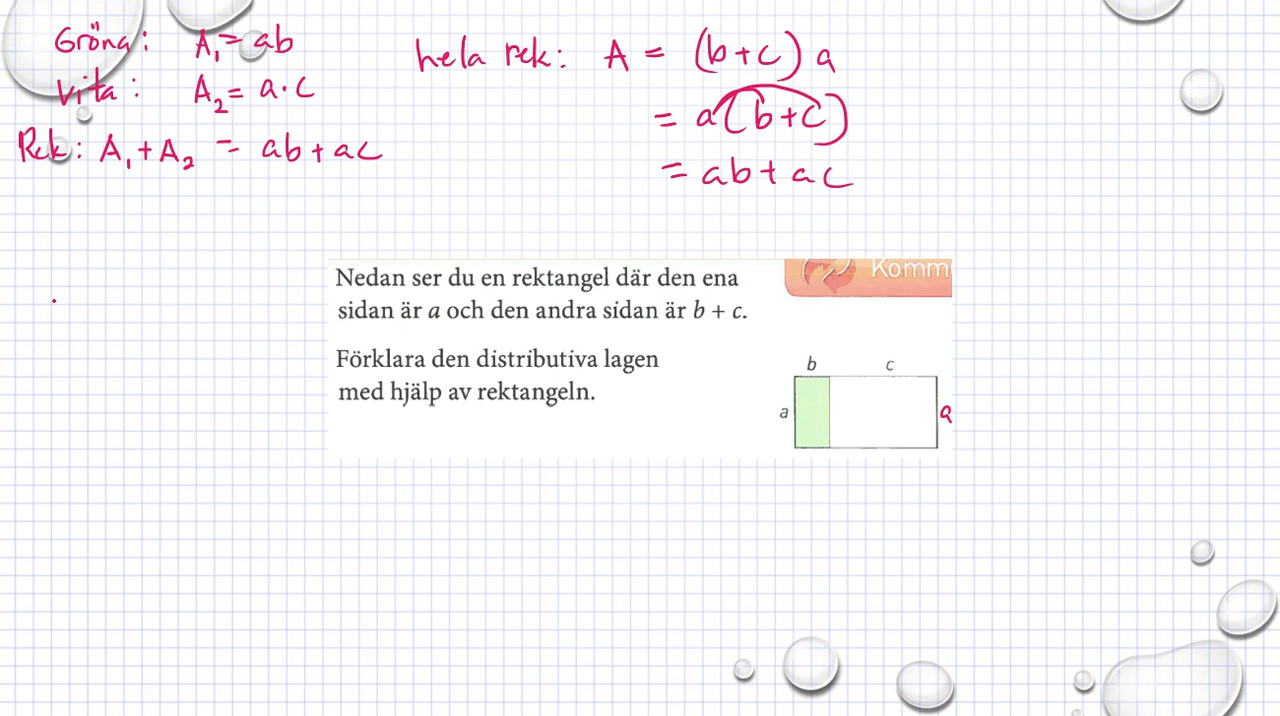 Gröna: A₁ = ab
Vita: A₂ = a·c
Rek: A₁ + A₂ = ab + ac
hela rek: A = (b+c) a
= a(b+c)
= ab + ac
Nedan ser du en rektangel där den ena
sidan är a och den andra sidan är b + c.
Förklara den distributiva lagen
med hjälp av rektangeln.
Komm
b c
a a